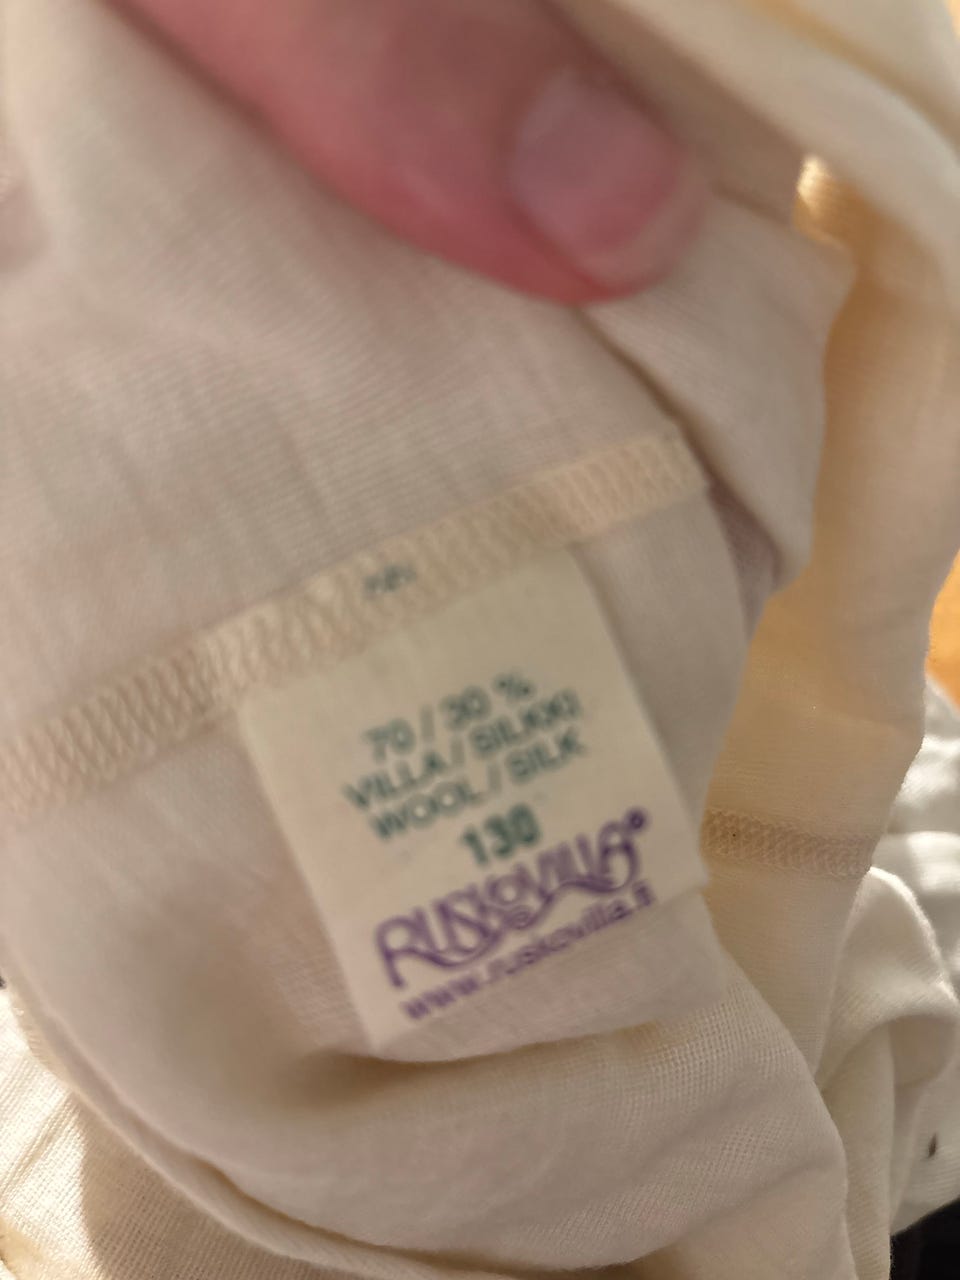 70 / 30 %
VILLA / SILKKI
WOOL / SILK
130
RUSKOVILLA®
www.ruskovilla.fi